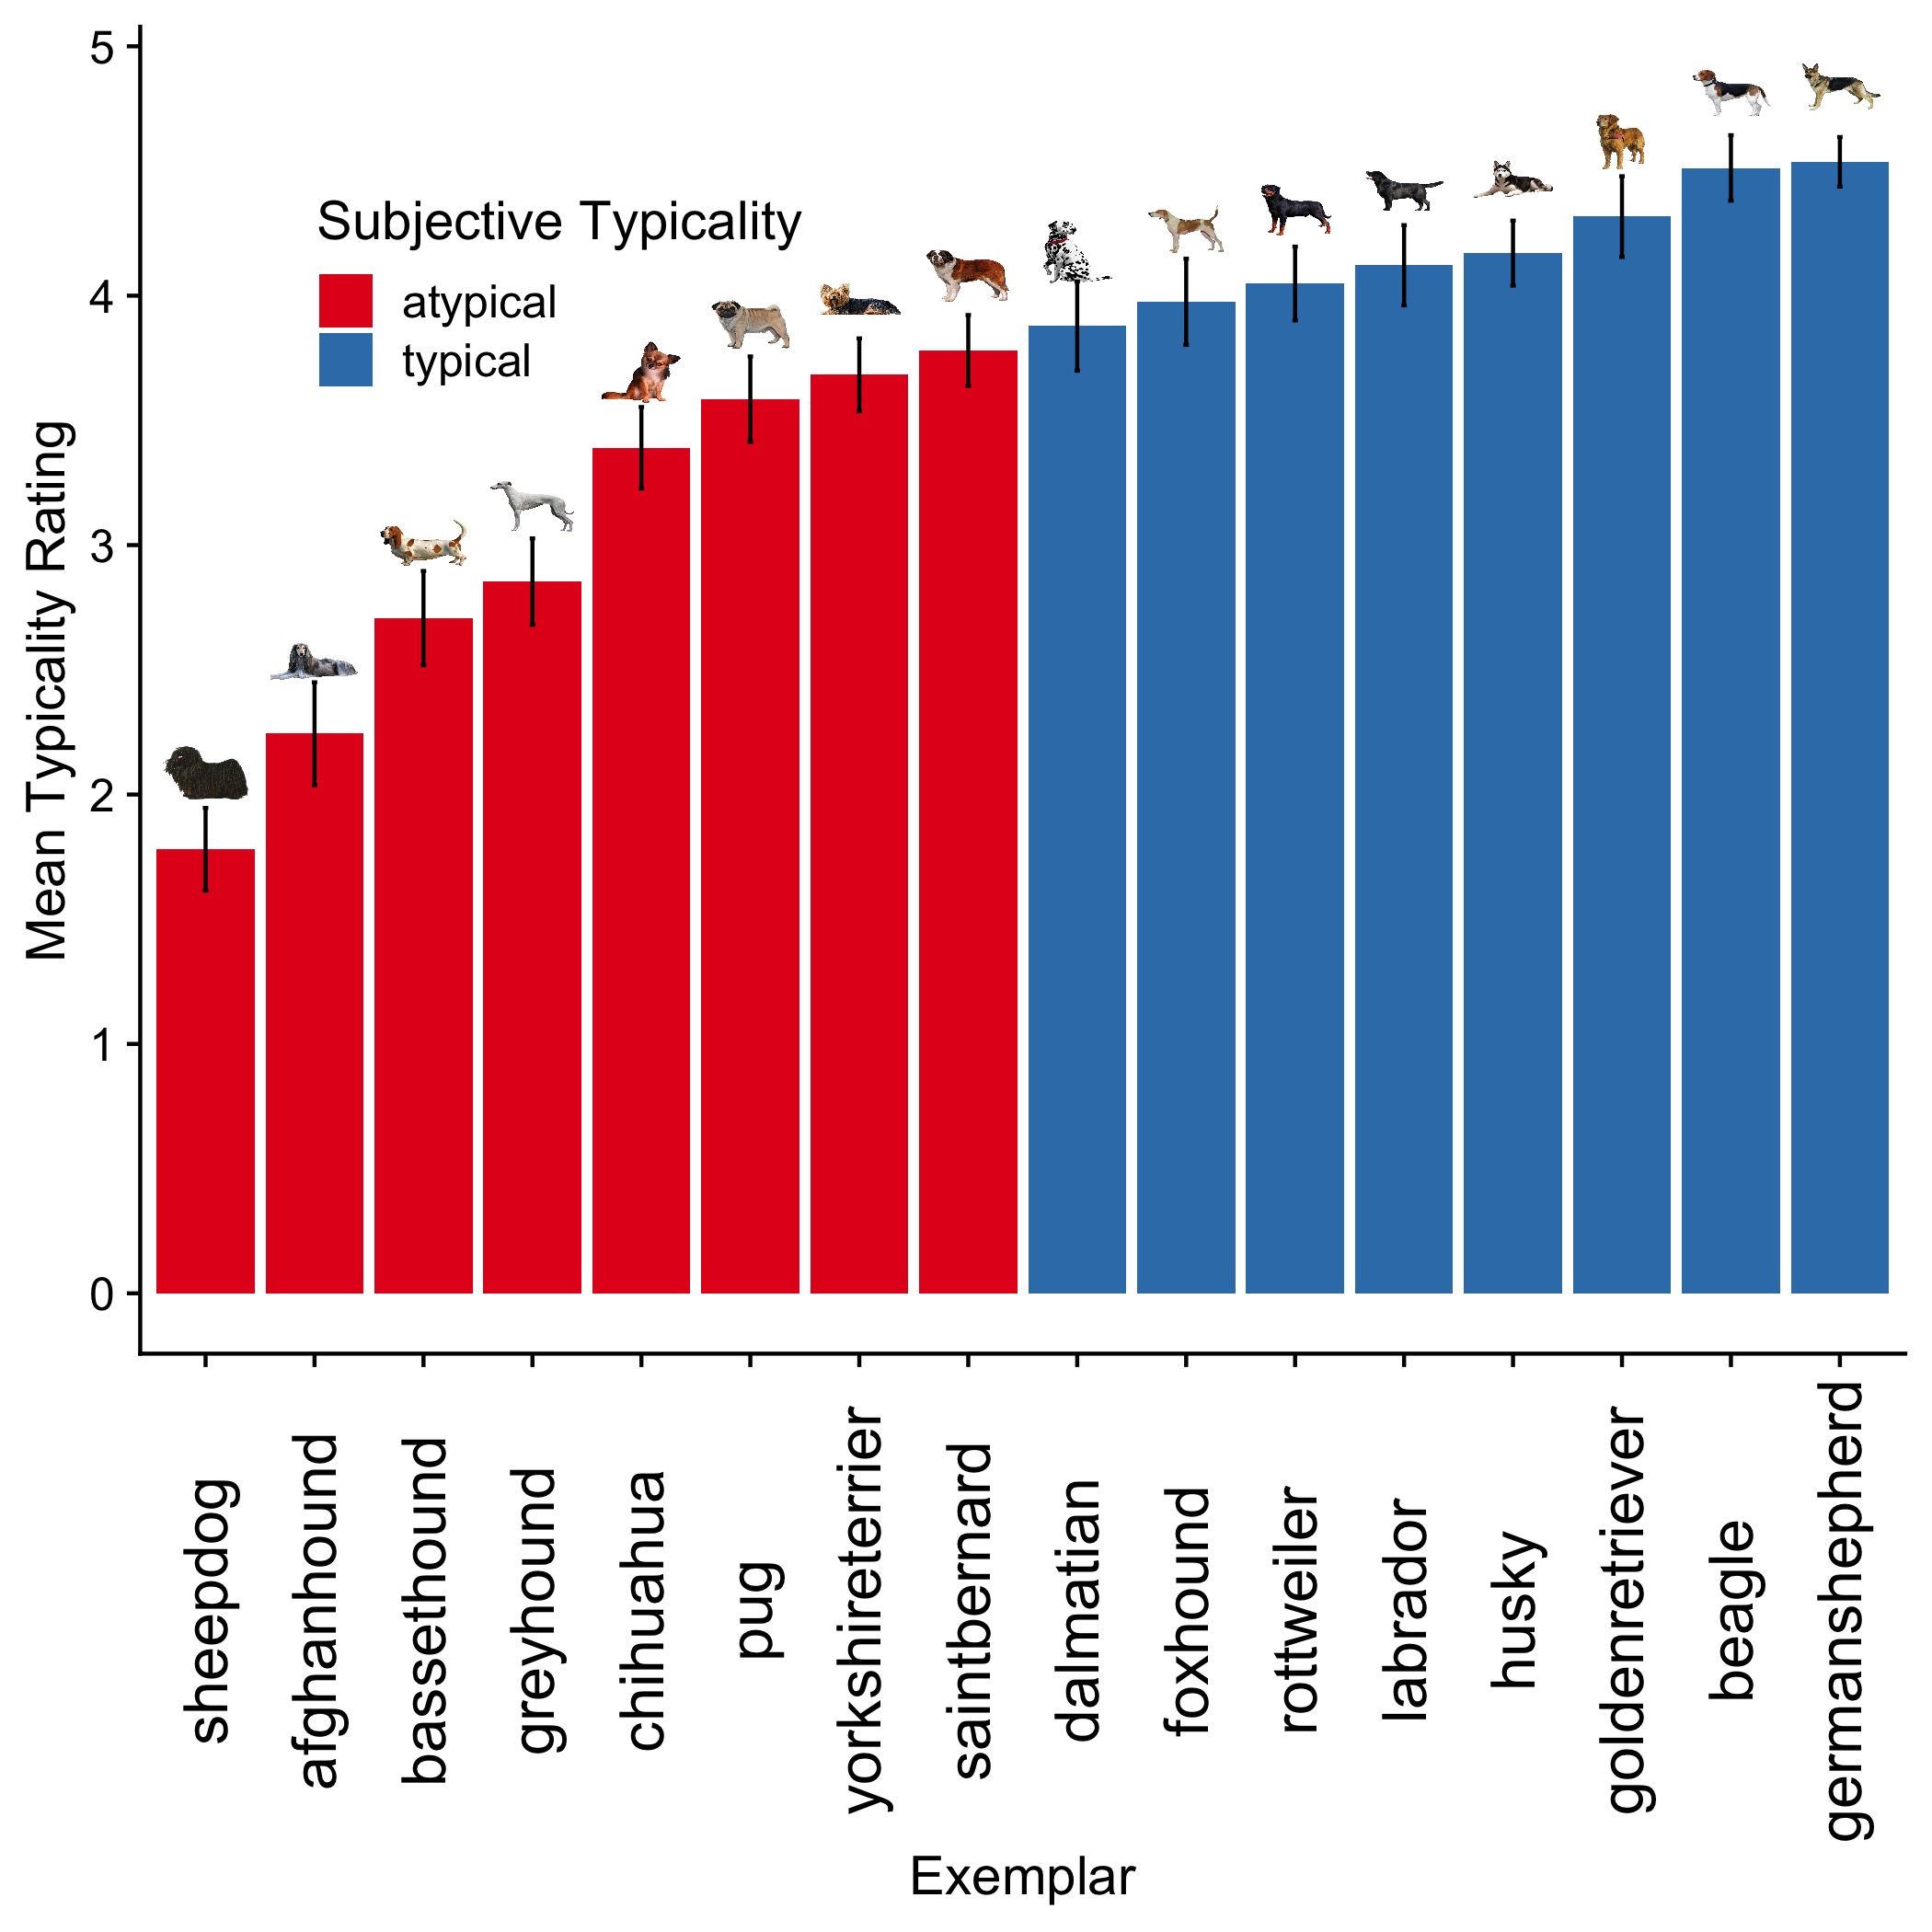 Mean Typicality Rating
5
4
3
2
1
0
Subjective Typicality
atypical
typical
sheepdog
afghanhound
bassethound
greyhound
chihuahua
pug
yorkshireterrier
saintbernard
dalmatian
foxhound
rottweiler
labrador
husky
goldenretriever
beagle
germanshepherd
Exemplar